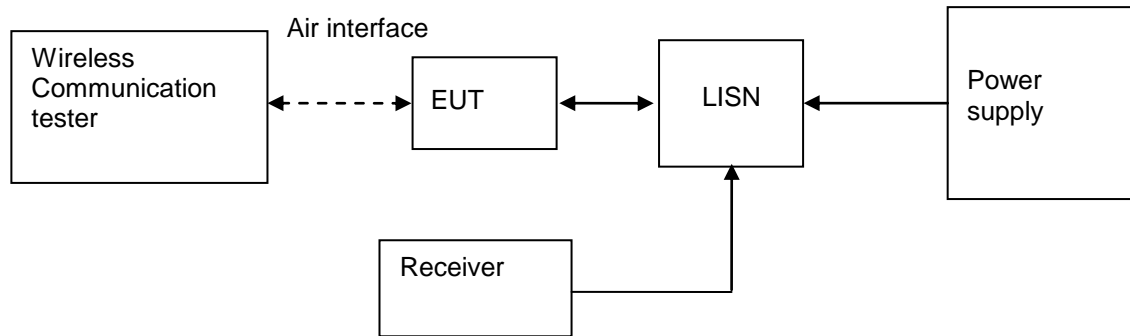 Air interface
Wireless
Communication
tester
EUT
LISN
Power
supply
Receiver